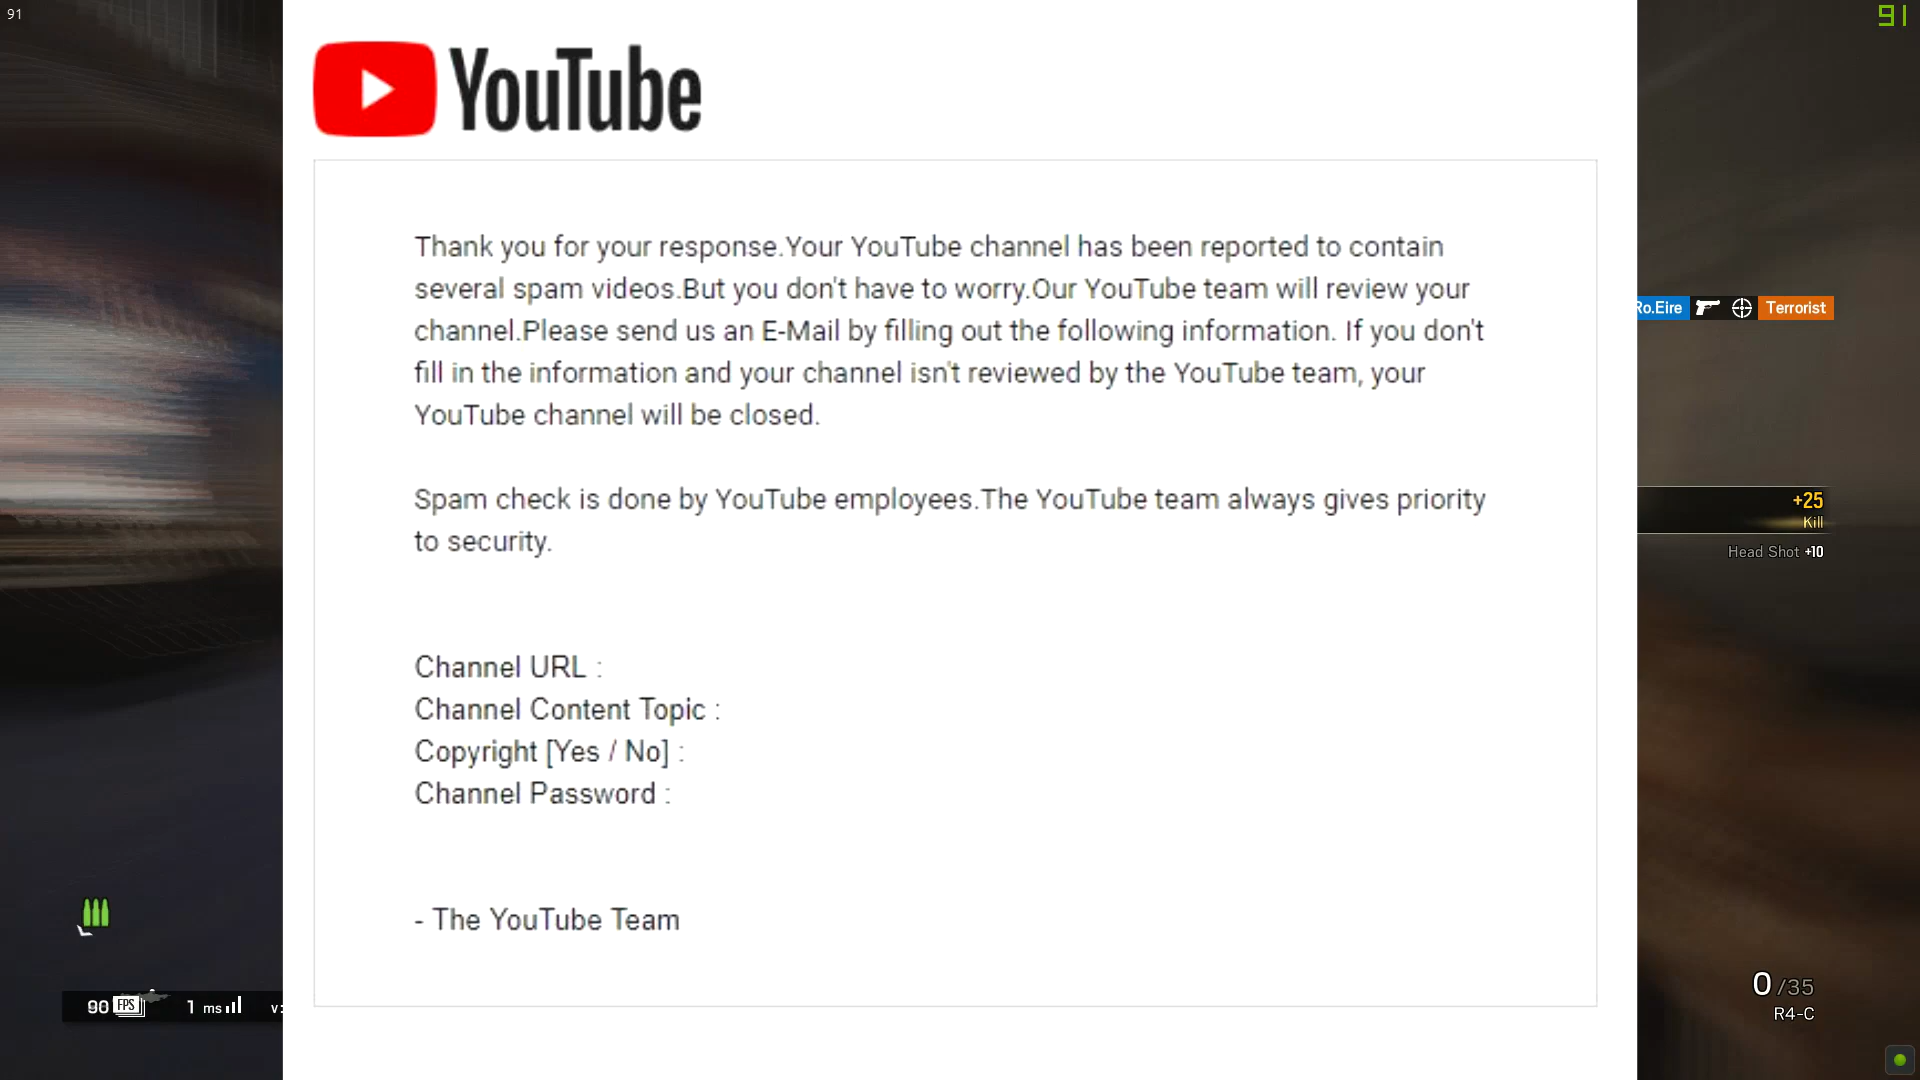 91
91
YouTube
Thank you for your response.Your YouTube channel has been reported to contain
several spam videos.But you don't have to worry.Our YouTube team will review your
channel.Please send us an E-Mail by filling out the following information. If you don't
fill in the information and your channel isn't reviewed by the YouTube team, your
YouTube channel will be closed.
Spam check is done by YouTube employees.The YouTube team always gives priority
to security.
Channel URL :
Channel Content Topic :
Copyright [Yes / No] :
Channel Password :
- The YouTube Team
Ro.Eire Terrorist
+25
Kill
Head Shot +10
90 FPS 1 ms v:
0 /35
R4-C